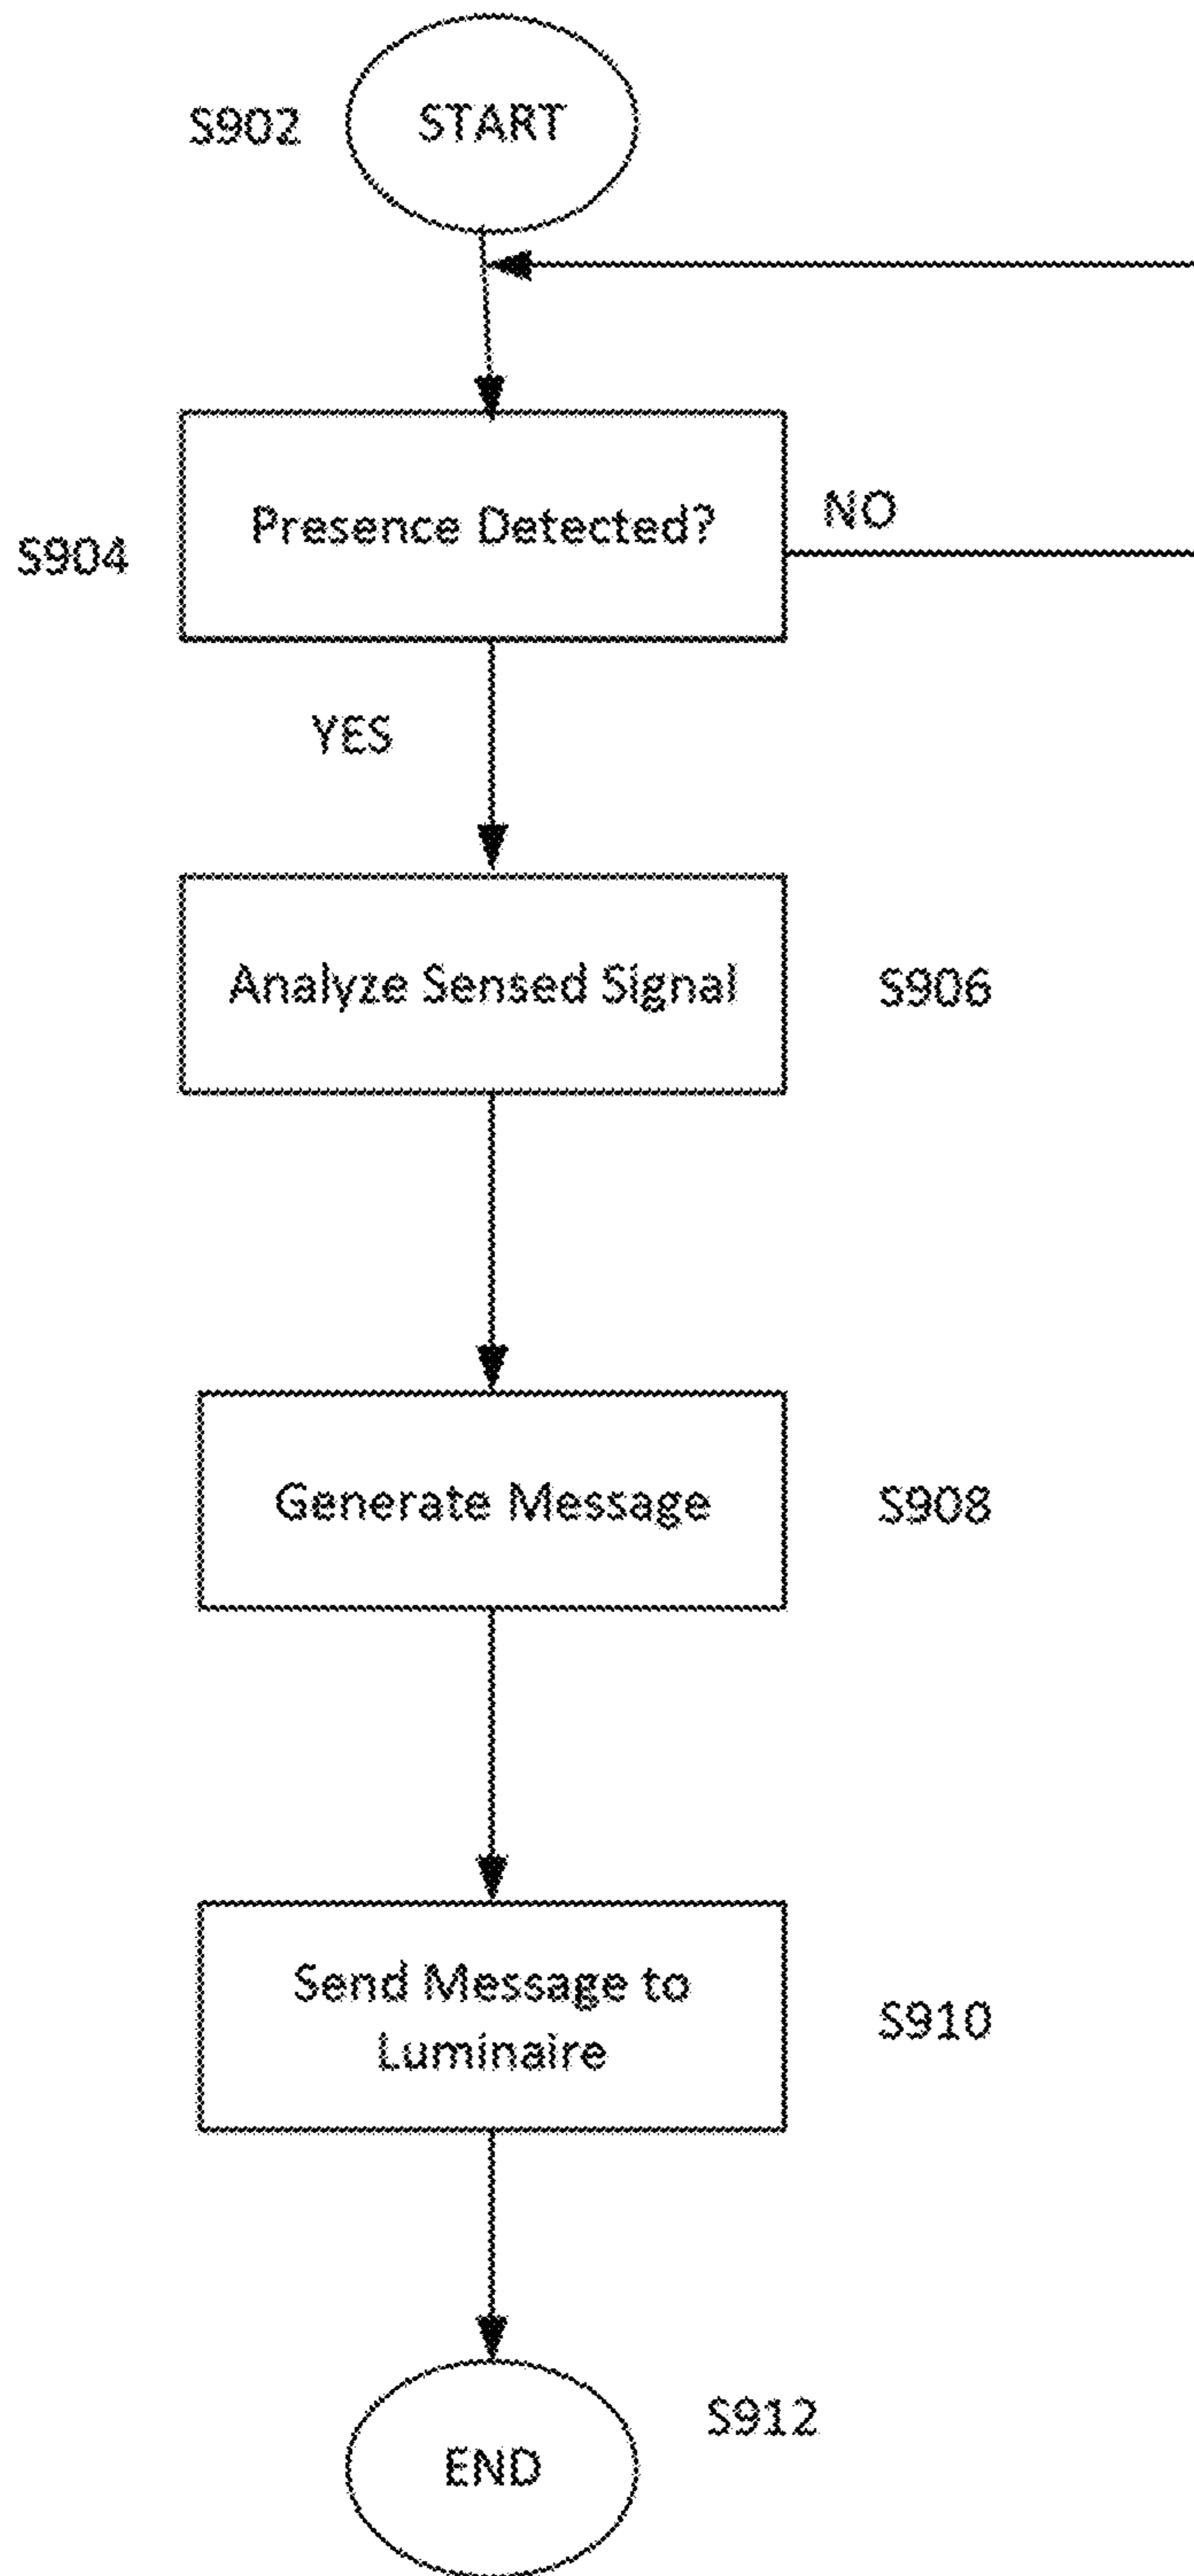 S902
START
Presence Detected?
NO
S904
YES
Analyze Sensed Signal
S906
Generate Message
S908
Send Message to
Luminaire
S910
S912
END